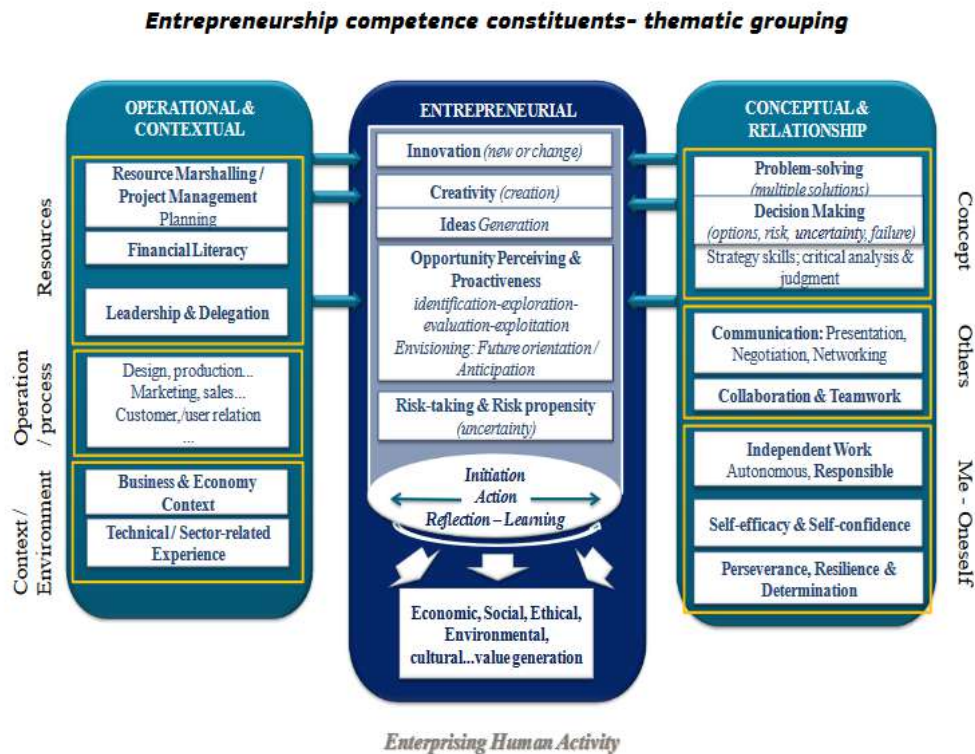 Entrepreneurship competence constituents- thematic grouping
OPERATIONAL &
CONTEXTUAL
Resources
Resource Marshalling /
Project Management
Planning
Financial Literacy
Leadership & Delegation
Operation
/ process
Design, production...
Marketing, sales...
Customer,/user relation
...
Context /
Environment
Business & Economy
Context
Technical / Sector-related
Experience
ENTREPRENEURIAL
Innovation (new or change)
Creativity (creation)
Ideas Generation
Opportunity Perceiving &
Proactiveness
identification-exploration-
evaluation-exploitation
Envisioning: Future orientation /
Anticipation
Risk-taking & Risk propensity
(uncertainty)
Initiation
Action
Reflection – Learning
Economic, Social, Ethical,
Environmental,
cultural...value generation
CONCEPTUAL &
RELATIONSHIP
Problem-solving
(multiple solutions)
Decision Making
(options, risk, uncertainty, failure)
Strategy skills; critical analysis &
judgment
Concept
Communication: Presentation,
Negotiation, Networking
Collaboration & Teamwork
Others
Independent Work
Autonomous, Responsible
Self-efficacy & Self-confidence
Perseverance, Resilience &
Determination
Me - Oneself
Enterprising Human Activity